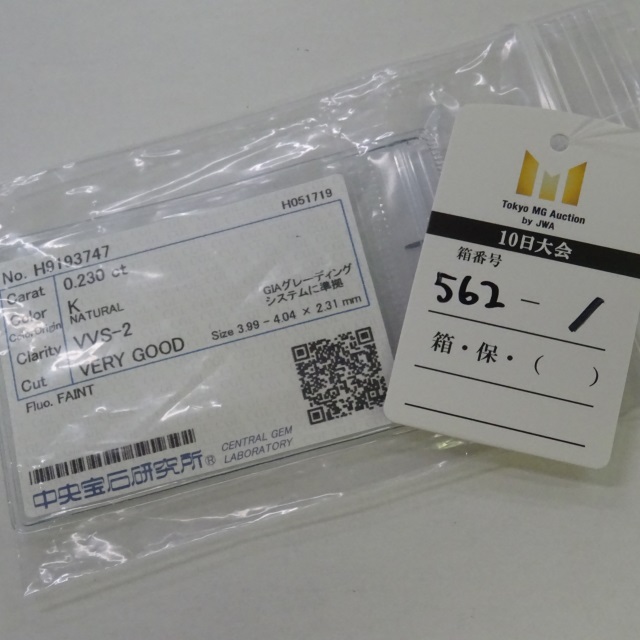 H051719
No. H9193747
Carat 0.230 ct
Color K
NATURAL
GIAグレーディング
システムに準拠
Clarity VVS-2
Size 3.99 - 4.04 × 2.31 mm
Cut VERY GOOD
Fluo. FAINT
中央宝石研究所® CENTRAL GEM
LABORATORY
Tokyo MG Auction
by JWA
10日大会
箱番号
562 - 1
箱・保・( )